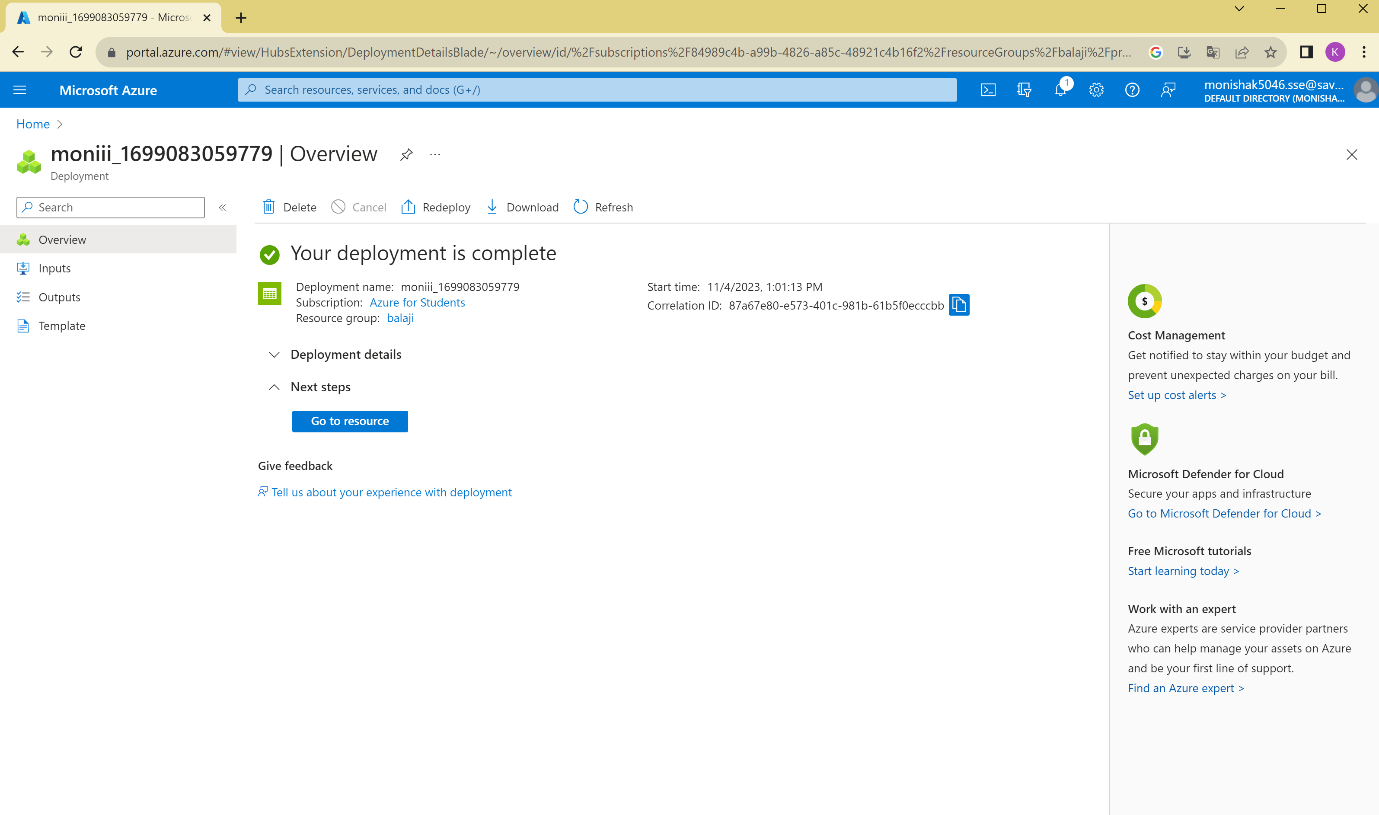 moniii_1699083059779 - Micros
portal.azure.com/#view/HubsExtension/DeploymentDetailsBlade/~/overview/id/%2Fsubscriptions%2F84989c4b-a99b-4826-a85c-48921c4b16f2%2FresourceGroups%2Fbalaji%2Fpr...
K
Microsoft Azure
Search resources, services, and docs (G+/)
1
monishak5046.sse@sav...
DEFAULT DIRECTORY (MONISHA...
Home
moniii_1699083059779 | Overview
Deployment
Search
Delete
Cancel
Redeploy
Download
Refresh
Overview
Inputs
Outputs
Template
Your deployment is complete
Deployment name: moniii_1699083059779
Subscription: Azure for Students
Resource group: balaji
Start time: 11/4/2023, 1:01:13 PM
Correlation ID: 87a67e80-e573-401c-981b-61b5f0ecccbb
Deployment details
Next steps
Go to resource
Give feedback
Tell us about your experience with deployment
$
Cost Management
Get notified to stay within your budget and
prevent unexpected charges on your bill.
Set up cost alerts >
Microsoft Defender for Cloud
Secure your apps and infrastructure
Go to Microsoft Defender for Cloud >
Free Microsoft tutorials
Start learning today >
Work with an expert
Azure experts are service provider partners
who can help manage your assets on Azure
and be your first line of support.
Find an Azure expert >